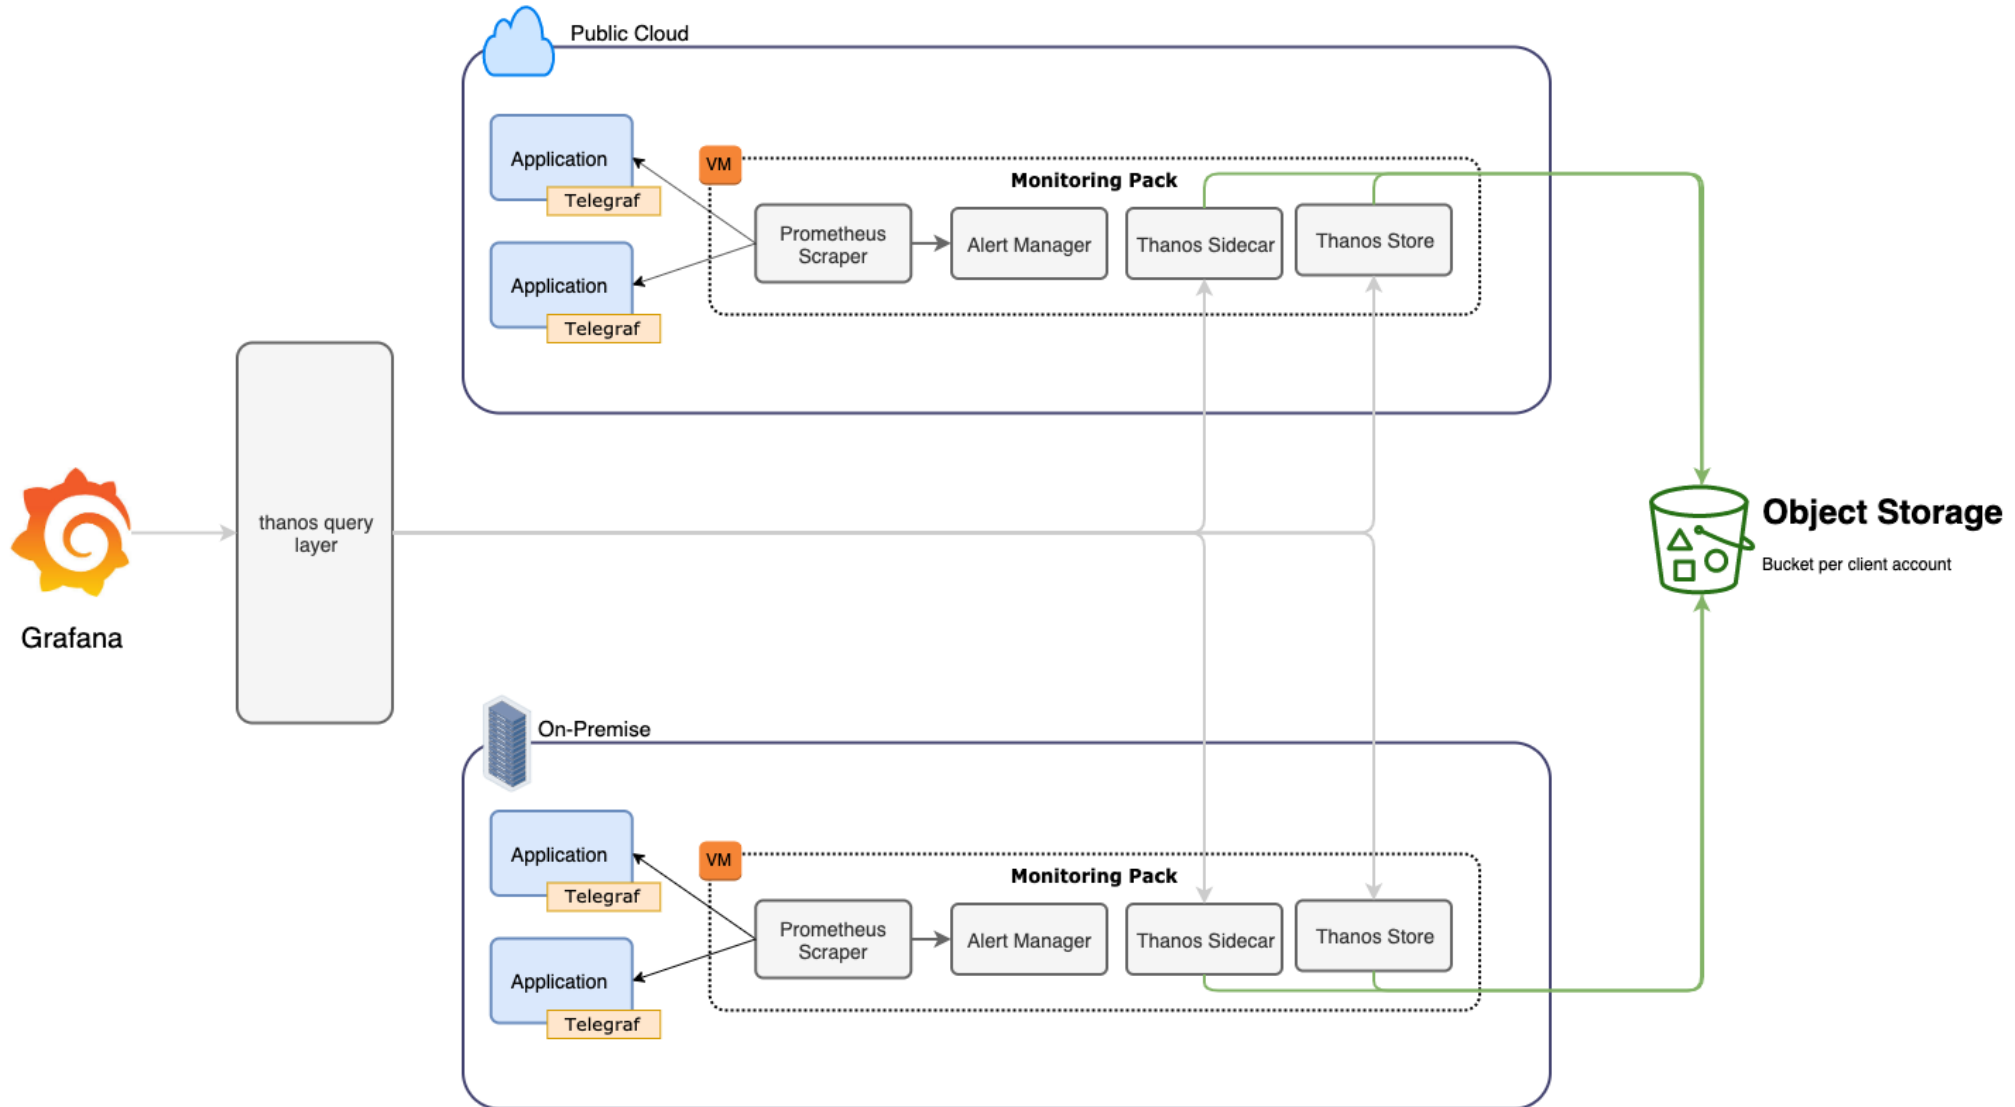 Public Cloud
Application
Telegraf
Application
Telegraf
VM
Monitoring Pack
Prometheus
Scraper
Alert Manager
Thanos Sidecar
Thanos Store
Grafana
thanos query
layer
Object Storage
Bucket per client account
On-Premise
Application
Telegraf
Application
Telegraf
VM
Monitoring Pack
Prometheus
Scraper
Alert Manager
Thanos Sidecar
Thanos Store